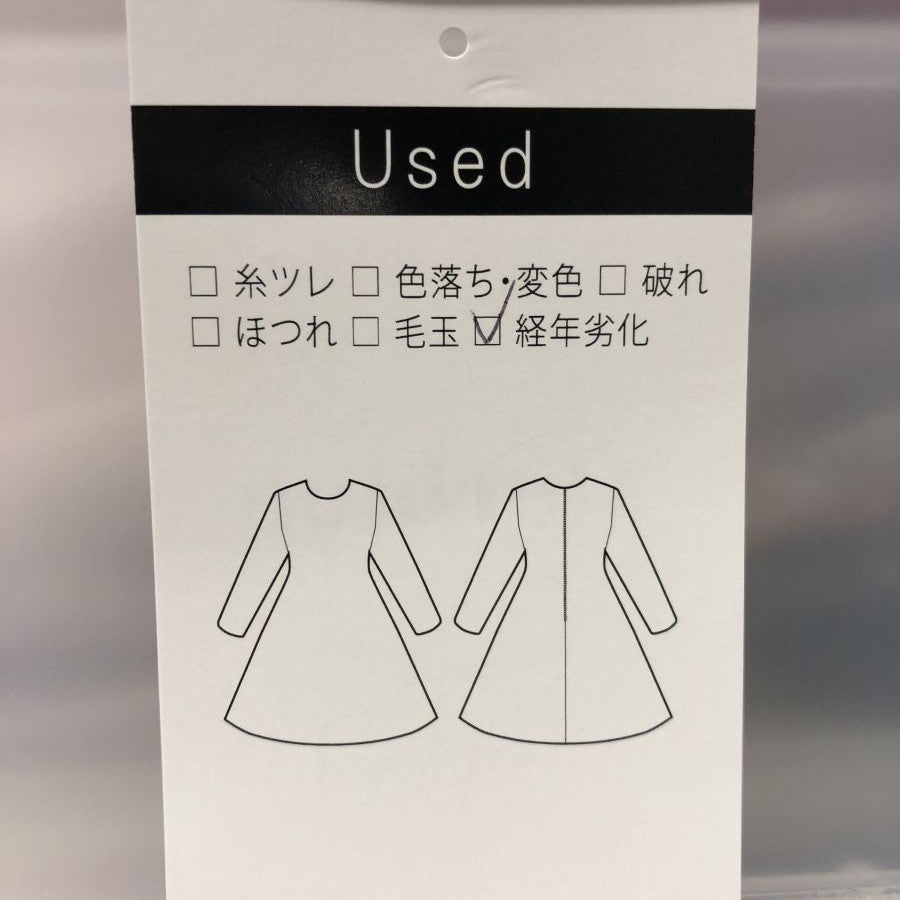 Used
□ 糸ツレ □ 色落ち・変色 □ 破れ
□ ほつれ □ 毛玉 ☑ 経年劣化